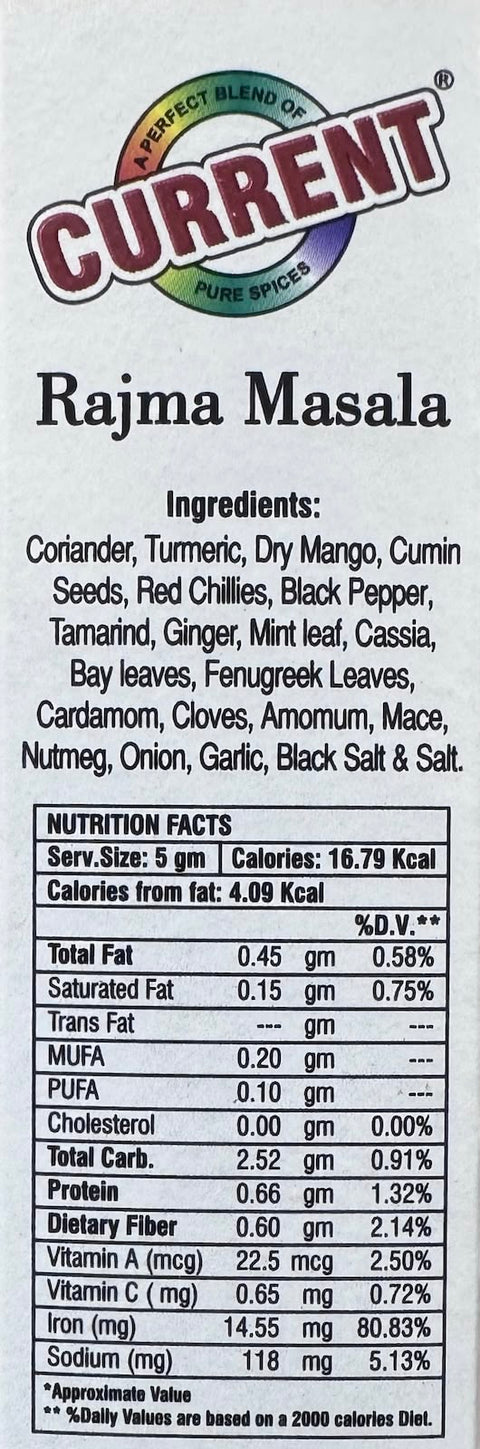 A PERFECT BLEND OF
CURRENT®
PURE SPICES
Rajma Masala
Ingredients:
Coriander, Turmeric, Dry Mango, Cumin
Seeds, Red Chillies, Black Pepper,
Tamarind, Ginger, Mint leaf, Cassia,
Bay leaves, Fenugreek Leaves,
Cardamom, Cloves, Amomum, Mace,
Nutmeg, Onion, Garlic, Black Salt & Salt.
NUTRITION FACTS
Serv.Size: 5 gm Calories: 16.79 Kcal
Calories from fat: 4.09 Kcal
%D.V.**
Total Fat 0.45 gm 0.58%
Saturated Fat 0.15 gm 0.75%
Trans Fat --- gm ---
MUFA 0.20 gm ---
PUFA 0.10 gm ---
Cholesterol 0.00 gm 0.00%
Total Carb. 2.52 gm 0.91%
Protein 0.66 gm 1.32%
Dietary Fiber 0.60 gm 2.14%
Vitamin A (mcg) 22.5 mcg 2.50%
Vitamin C ( mg) 0.65 mg 0.72%
Iron (mg) 14.55 mg 80.83%
Sodium (mg) 118 mg 5.13%
*Approximate Value
** %Daily Values are based on a 2000 calories Diet.